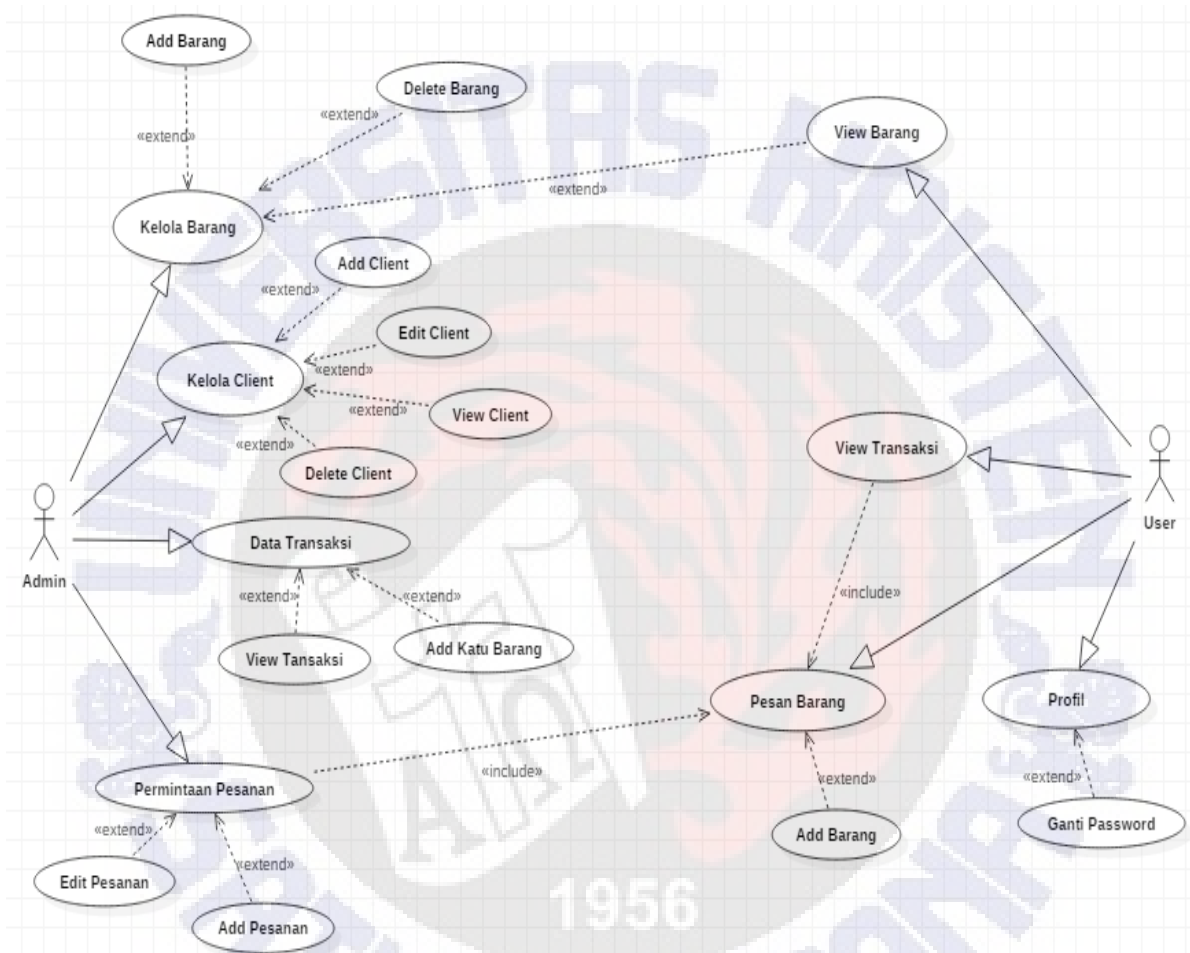 Add Barang
Delete Barang
View Barang
«extend»
«extend»
«extend»
Kelola Barang
Add Client
«extend»
Edit Client
Kelola Client
«extend»
«extend»
View Client
«extend»
Delete Client
View Transaksi
User
Admin
Data Transaksi
«extend»
«extend»
«include»
View Tansaksi
Add Katu Barang
Pesan Barang
Profil
«include»
Permintaan Pesanan
«extend»
«extend»
«extend»
Add Barang
Ganti Password
«extend»
Edit Pesanan
Add Pesanan
UNIVERSITAS KRISTEN
1956